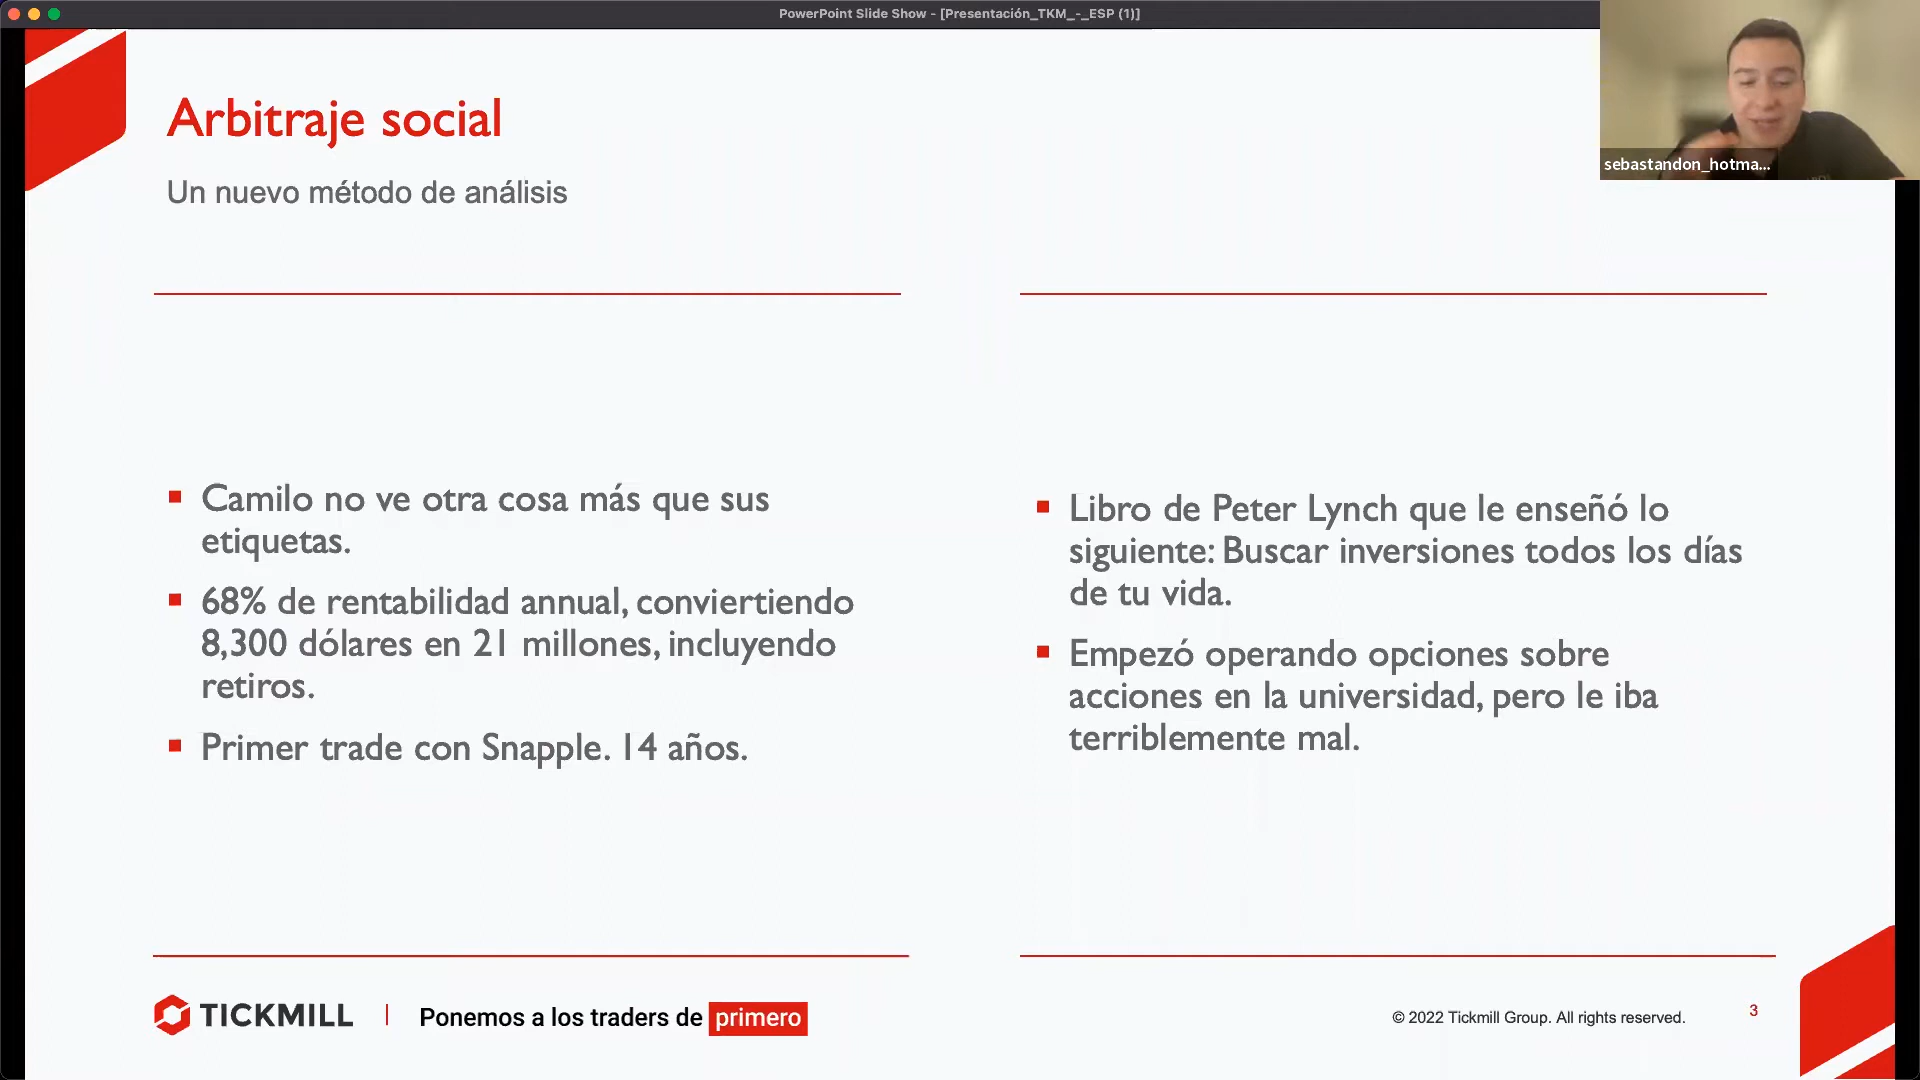 PowerPoint Slide Show - [Presentación_TKM_-_ESP (1)]
sebastandon_hotma...
Arbitraje social
Un nuevo método de análisis
Camilo no ve otra cosa más que sus
etiquetas.
68% de rentabilidad annual, conviertiendo
8,300 dólares en 21 millones, incluyendo
retiros.
Primer trade con Snapple. 14 años.
Libro de Peter Lynch que le enseñó lo
siguiente: Buscar inversiones todos los días
de tu vida.
Empezó operando opciones sobre
acciones en la universidad, pero le iba
terriblemente mal.
TICKMILL
Ponemos a los traders de primero
© 2022 Tickmill Group. All rights reserved.
3